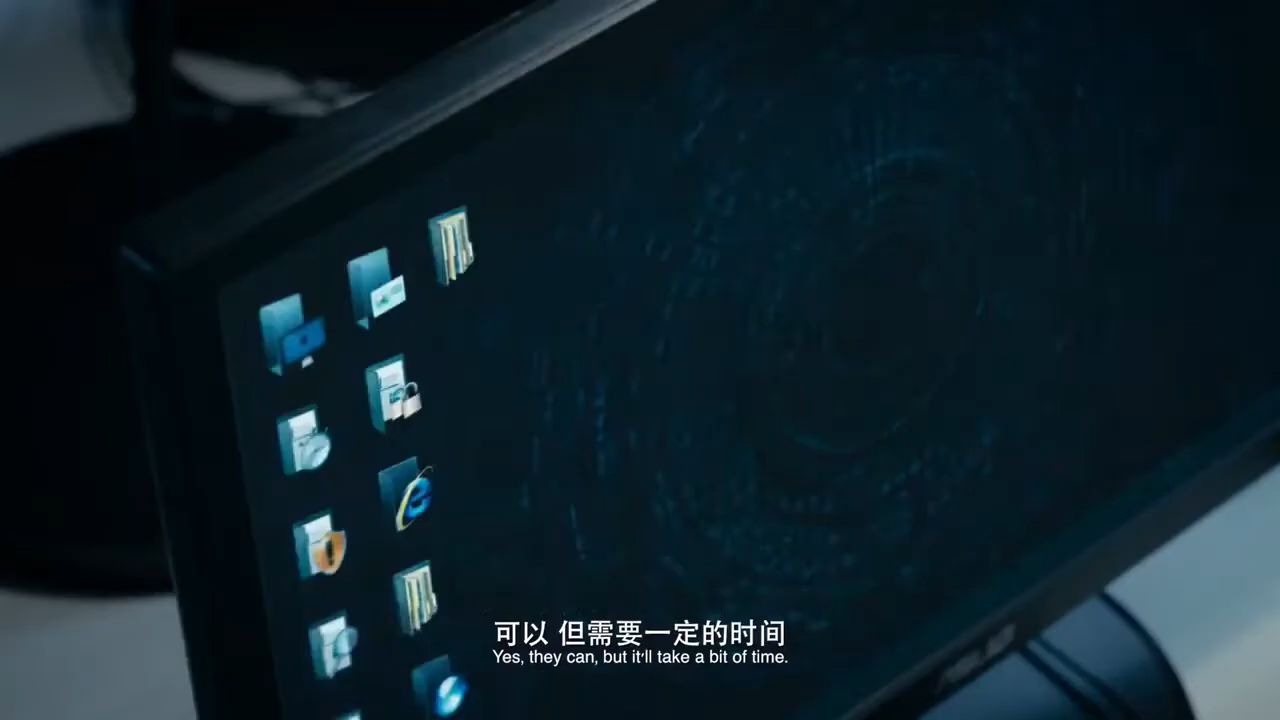 可以 但需要一定的时间
Yes, they can, but it'll take a bit of time.